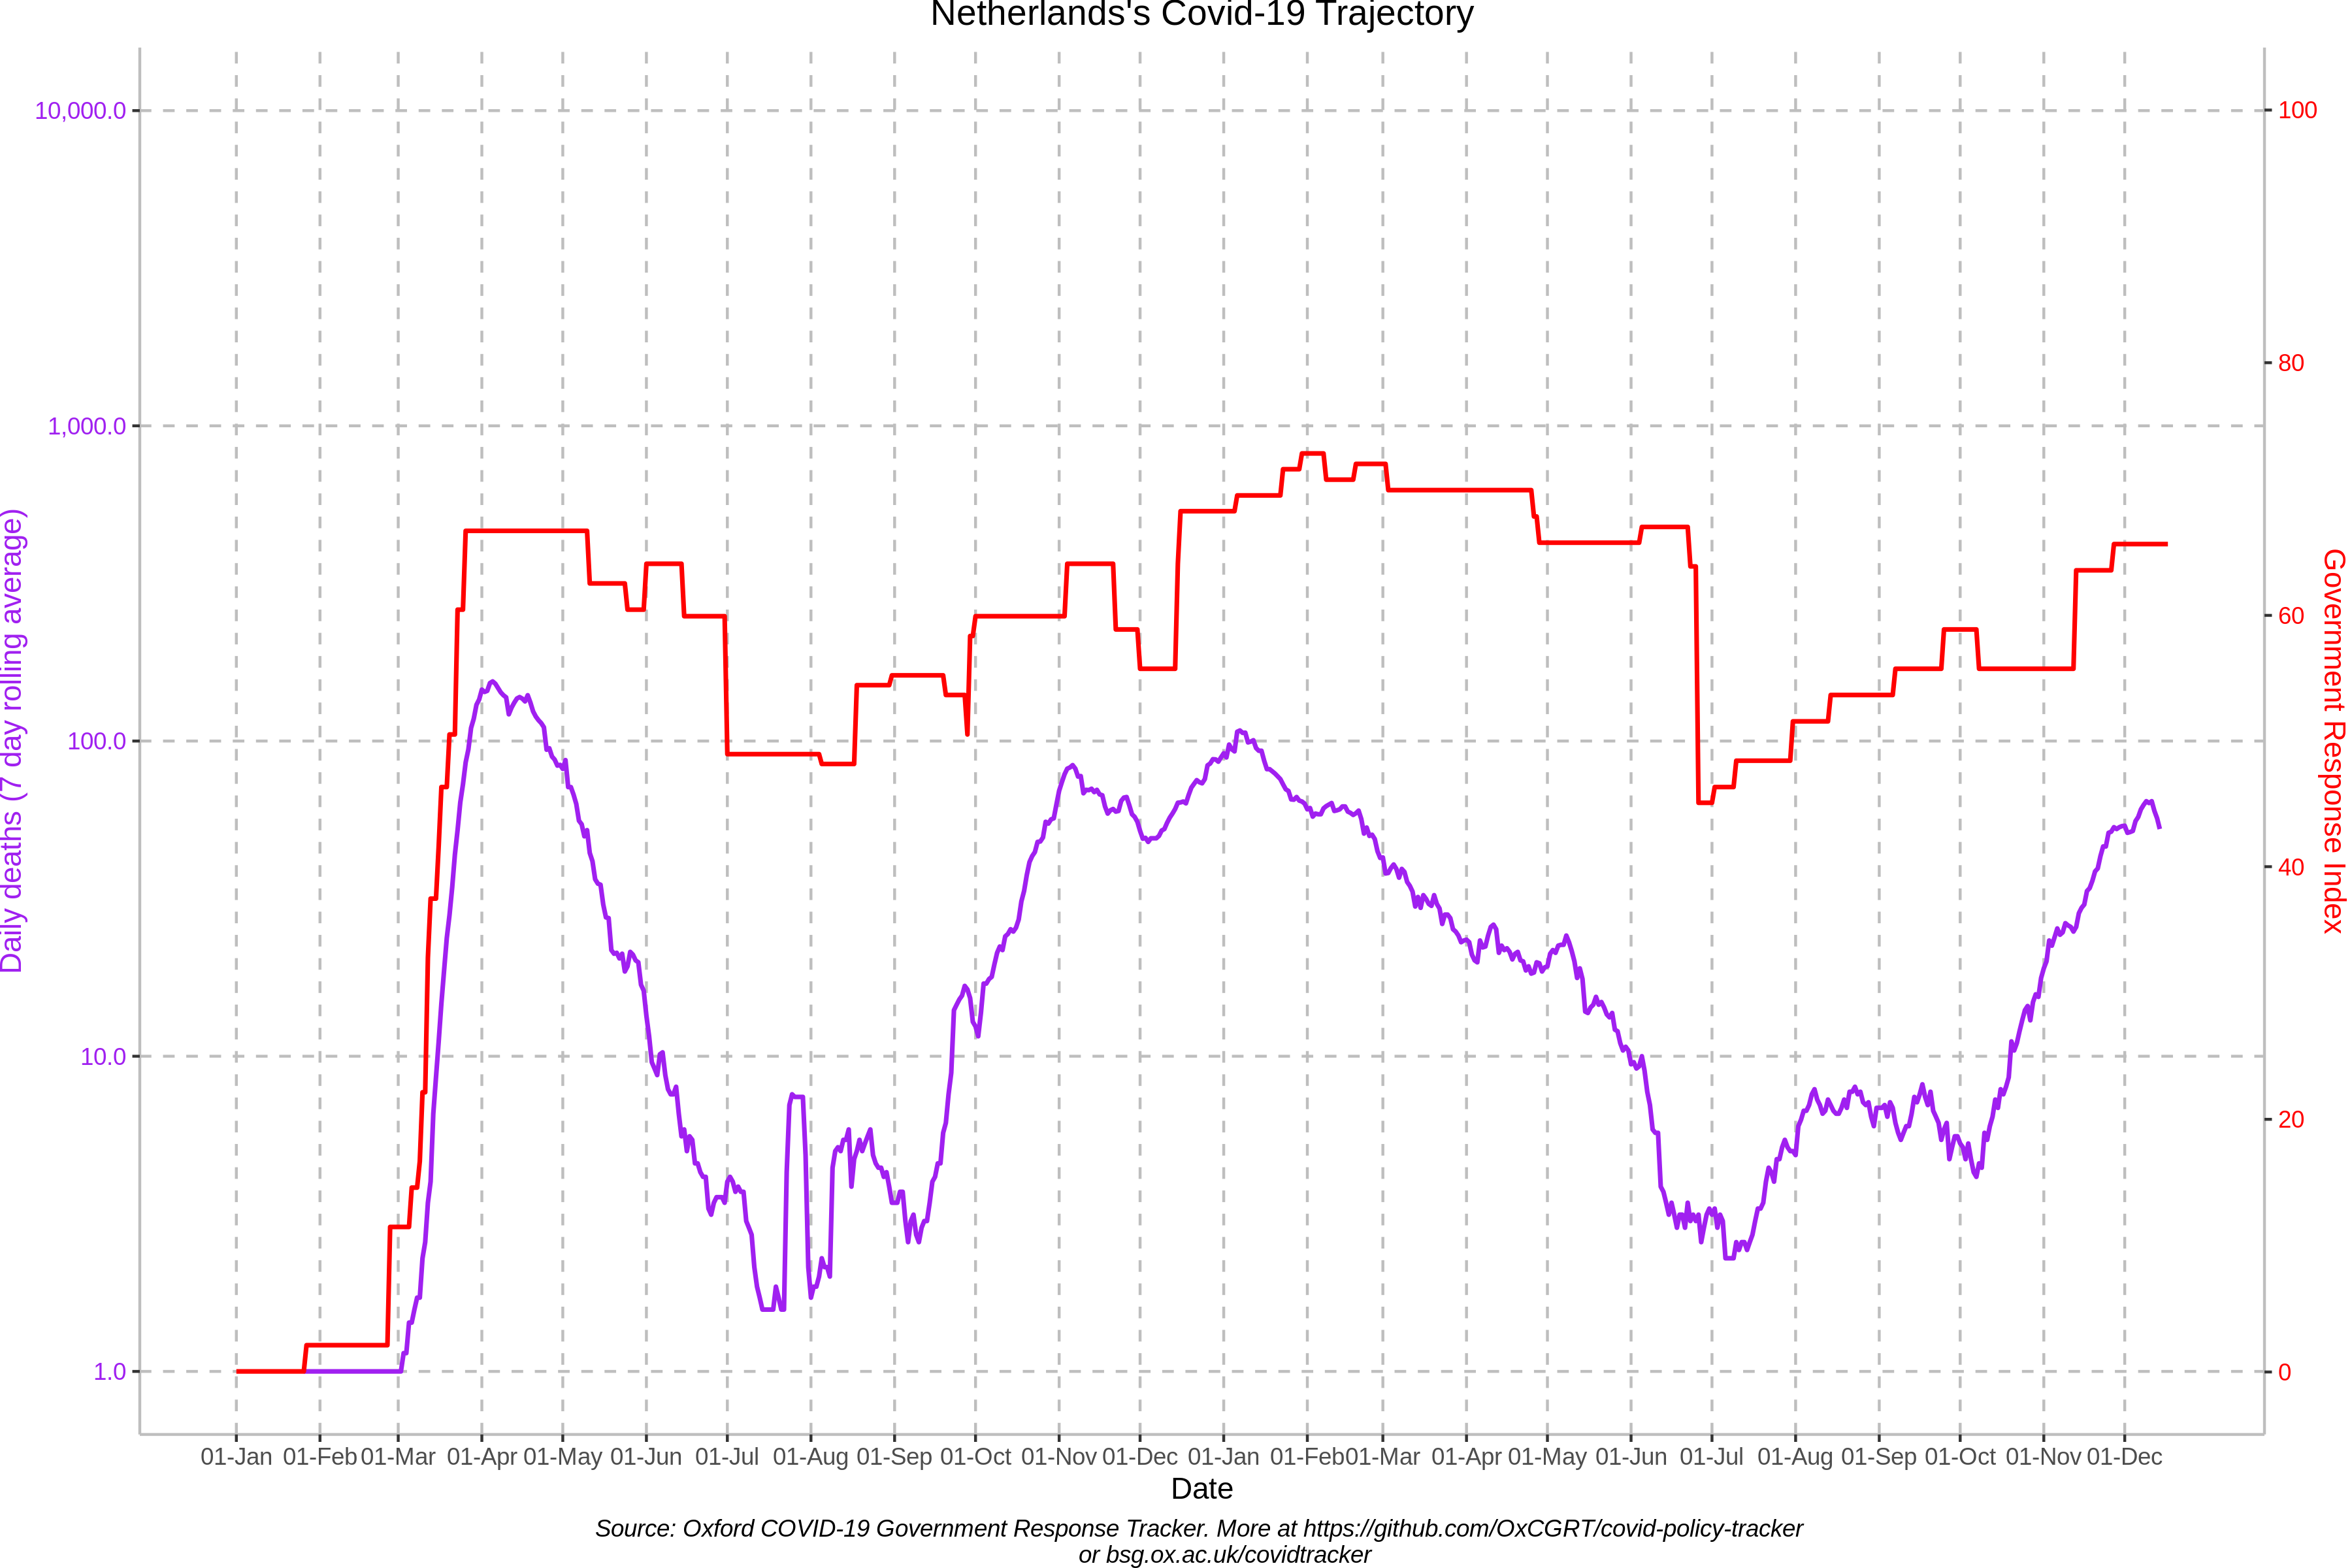 Netherlands's Covid-19 Trajectory
Daily deaths (7 day rolling average)
10,000.0
1,000.0
100.0
10.0
1.0
100
80
60
40
20
0
Government Response Index
01-Jan 01-Feb 01-Mar 01-Apr 01-May 01-Jun 01-Jul 01-Aug 01-Sep 01-Oct 01-Nov 01-Dec 01-Jan 01-Feb 01-Mar 01-Apr 01-May 01-Jun 01-Jul 01-Aug 01-Sep 01-Oct 01-Nov 01-Dec
Date
Source: Oxford COVID-19 Government Response Tracker. More at https://github.com/OxCGRT/covid-policy-tracker
or bsg.ox.ac.uk/covidtracker